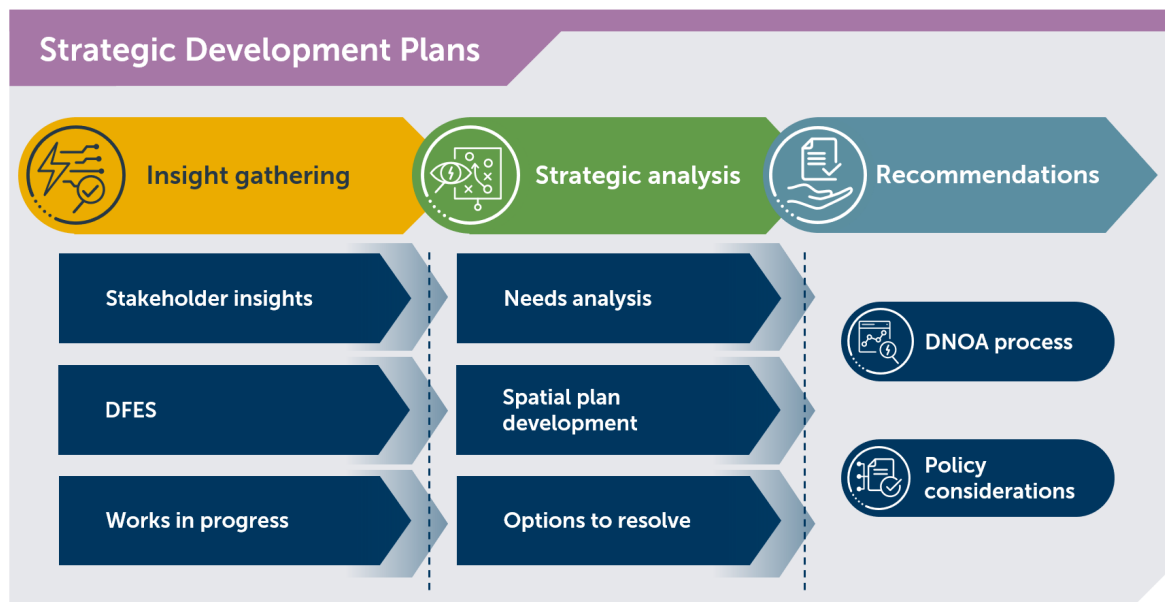 Strategic Development Plans
Insight gathering
Strategic analysis
Recommendations
Stakeholder insights
DFES
Works in progress
Needs analysis
Spatial plan
development
Options to resolve
DNOA process
Policy
considerations